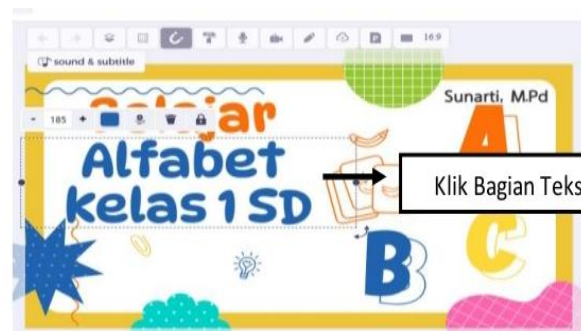 16:9
sound & subtitle
Sunarti, M.Pd
Belajar
- 185 +
Alfabet
kelas 1 SD
Klik Bagian Teks
A
B
C